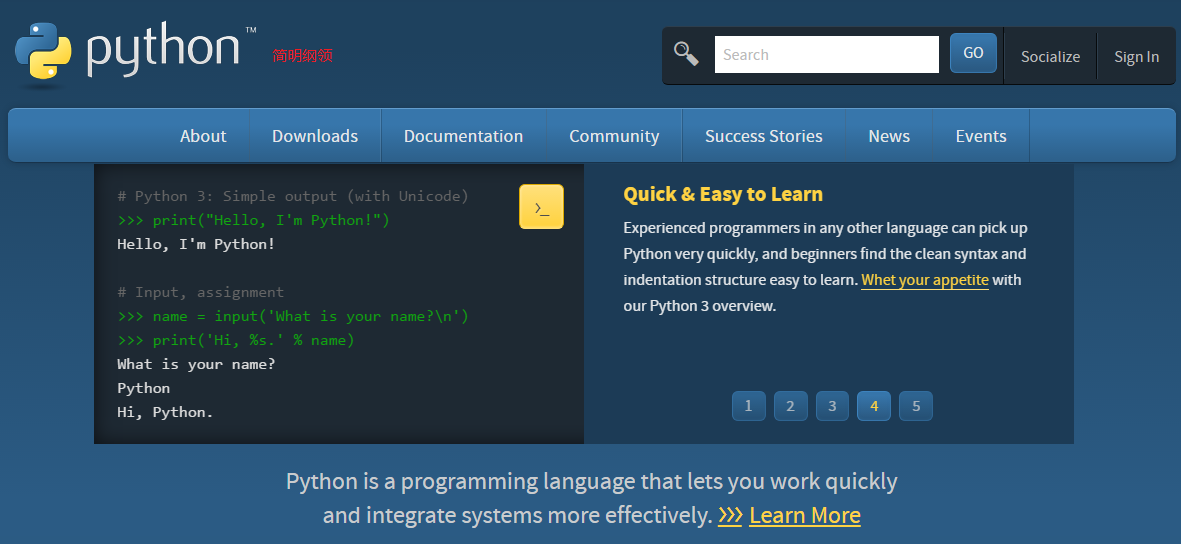 python™ 简明纲领
Search GO Socialize Sign In
About Downloads Documentation Community Success Stories News Events
# Python 3: Simple output (with Unicode)
>>> print("Hello, I'm Python!")
Hello, I'm Python!
# Input, assignment
>>> name = input('What is your name?\n')
>>> print('Hi, %s.' % name)
What is your name?
Python
Hi, Python.
>_
Quick & Easy to Learn
Experienced programmers in any other language can pick up
Python very quickly, and beginners find the clean syntax and
indentation structure easy to learn. Whet your appetite with
our Python 3 overview.
1 2 3 4 5
Python is a programming language that lets you work quickly
and integrate systems more effectively. >>> Learn More